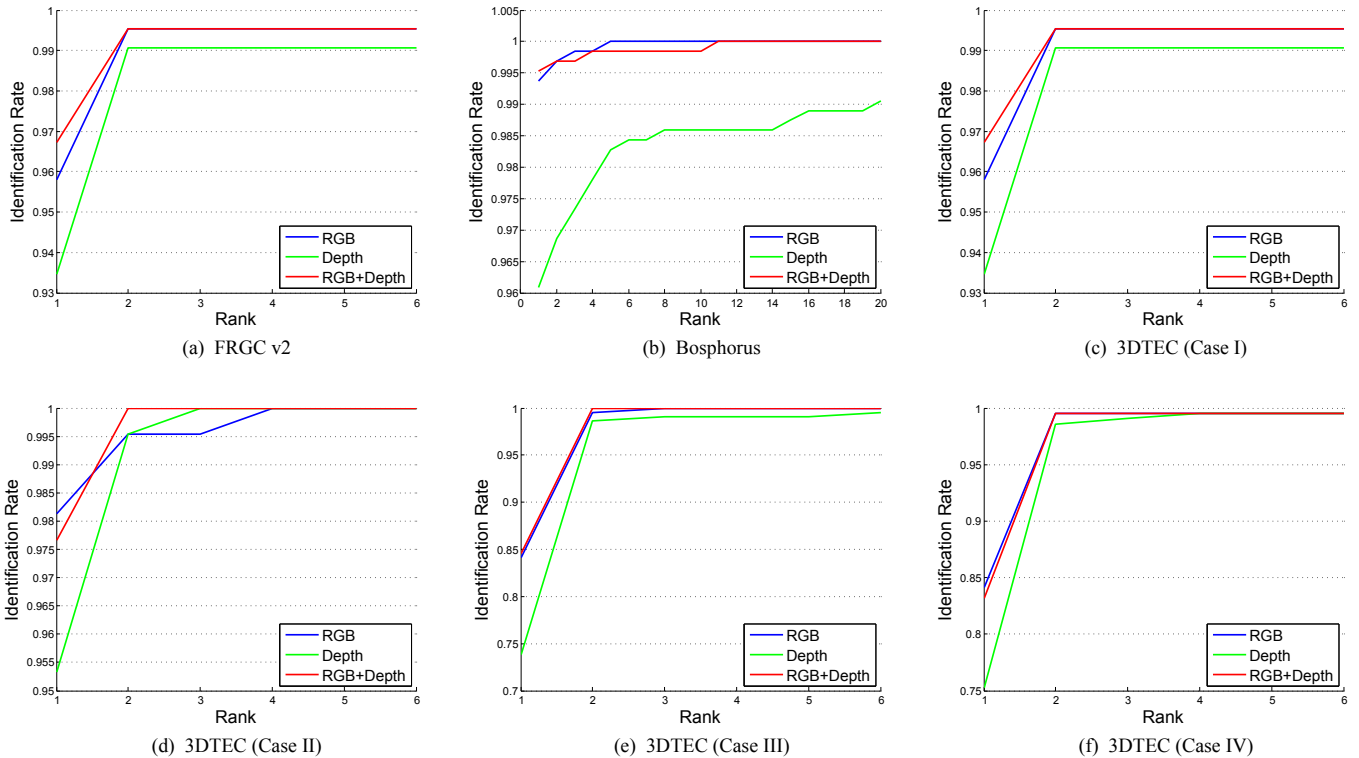 1
0.99
0.98
0.97
0.96
0.95
0.94
0.93
Identification Rate
1 2 3 4 5 6
Rank
RGB
Depth
RGB+Depth
(a) FRGC v2
1.005
1
0.995
0.99
0.985
0.98
0.975
0.97
0.965
0.96
Identification Rate
0 2 4 6 8 10 12 14 16 18 20
Rank
RGB
Depth
RGB+Depth
(b) Bosphorus
1
0.99
0.98
0.97
0.96
0.95
0.94
0.93
Identification Rate
1 2 3 4 5 6
Rank
RGB
Depth
RGB+Depth
(c) 3DTEC (Case I)
1
0.995
0.99
0.985
0.98
0.975
0.97
0.965
0.96
0.955
0.95
Identification Rate
1 2 3 4 5 6
Rank
RGB
Depth
RGB+Depth
(d) 3DTEC (Case II)
1
0.95
0.9
0.85
0.8
0.75
0.7
Identification Rate
1 2 3 4 5 6
Rank
RGB
Depth
RGB+Depth
(e) 3DTEC (Case III)
1
0.95
0.9
0.85
0.8
0.75
Identification Rate
1 2 3 4 5 6
Rank
RGB
Depth
RGB+Depth
(f) 3DTEC (Case IV)